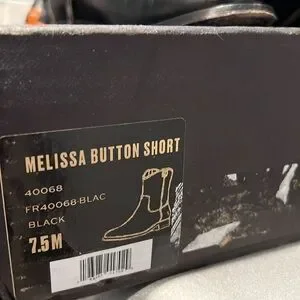 MELISSA BUTTON SHORT
40068
FR40068-BLAC
BLACK
7.5M